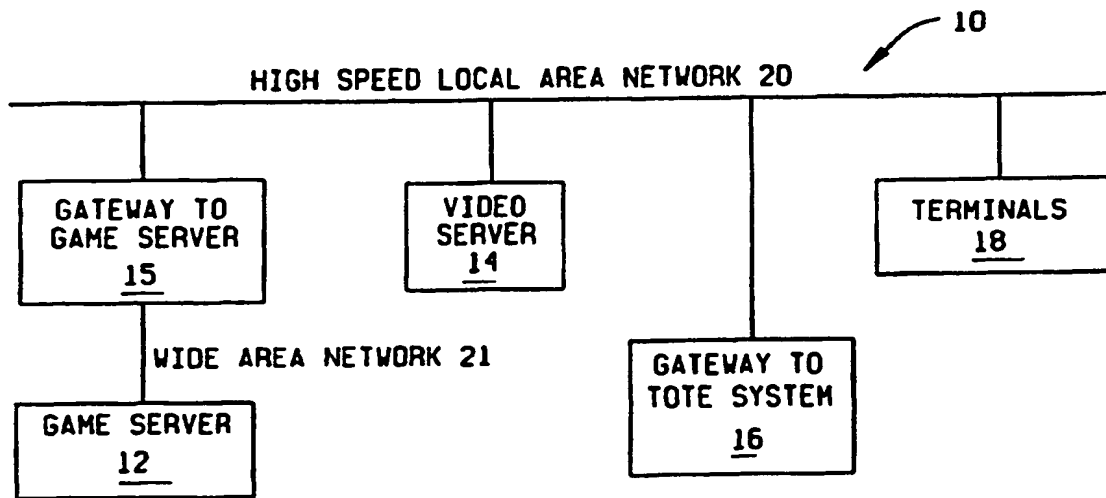 10
HIGH SPEED LOCAL AREA NETWORK 20
GATEWAY TO
GAME SERVER
15
VIDEO
SERVER
14
TERMINALS
18
WIDE AREA NETWORK 21
GATEWAY TO
TOTE SYSTEM
16
GAME SERVER
12